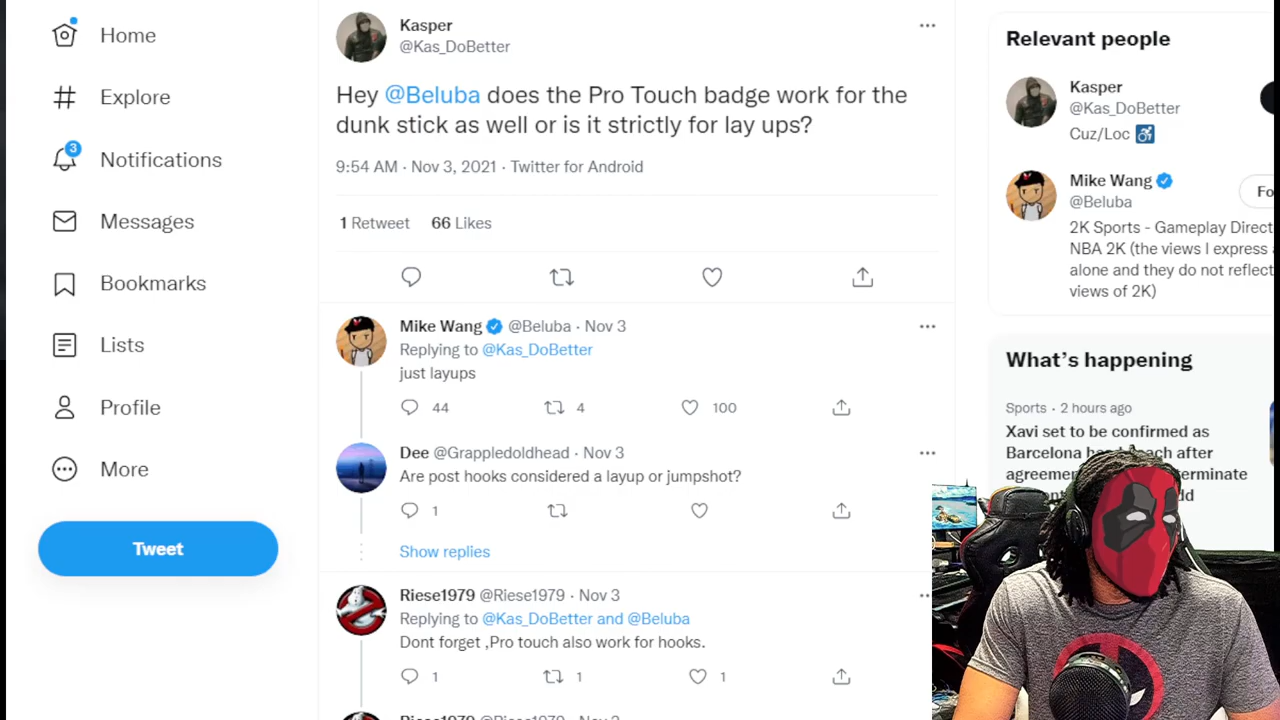 Home
Explore
3
Notifications
Messages
Bookmarks
Lists
Profile
More
Tweet
Kasper
@Kas_DoBetter
Hey @Beluba does the Pro Touch badge work for the
dunk stick as well or is it strictly for lay ups?
9:54 AM · Nov 3, 2021 · Twitter for Android
1 Retweet 66 Likes
Mike Wang @Beluba · Nov 3
Replying to @Kas_DoBetter
just layups
44 4 100
Dee @Grappledoldhead · Nov 3
Are post hooks considered a layup or jumpshot?
1
Show replies
Riese1979 @Riese1979 · Nov 3
Replying to @Kas_DoBetter and @Beluba
Dont forget ,Pro touch also work for hooks.
1 1 1
Riese1979 @Riese1979 · Nov 3
Relevant people
Kasper
@Kas_DoBetter
Cuz/Loc
Mike Wang
@Beluba
Fo
2K Sports - Gameplay Direct
NBA 2K (the views I express a
alone and they do not reflect
views of 2K)
What's happening
Sports · 2 hours ago
Xavi set to be confirmed as
Barcelona
after
agreeme